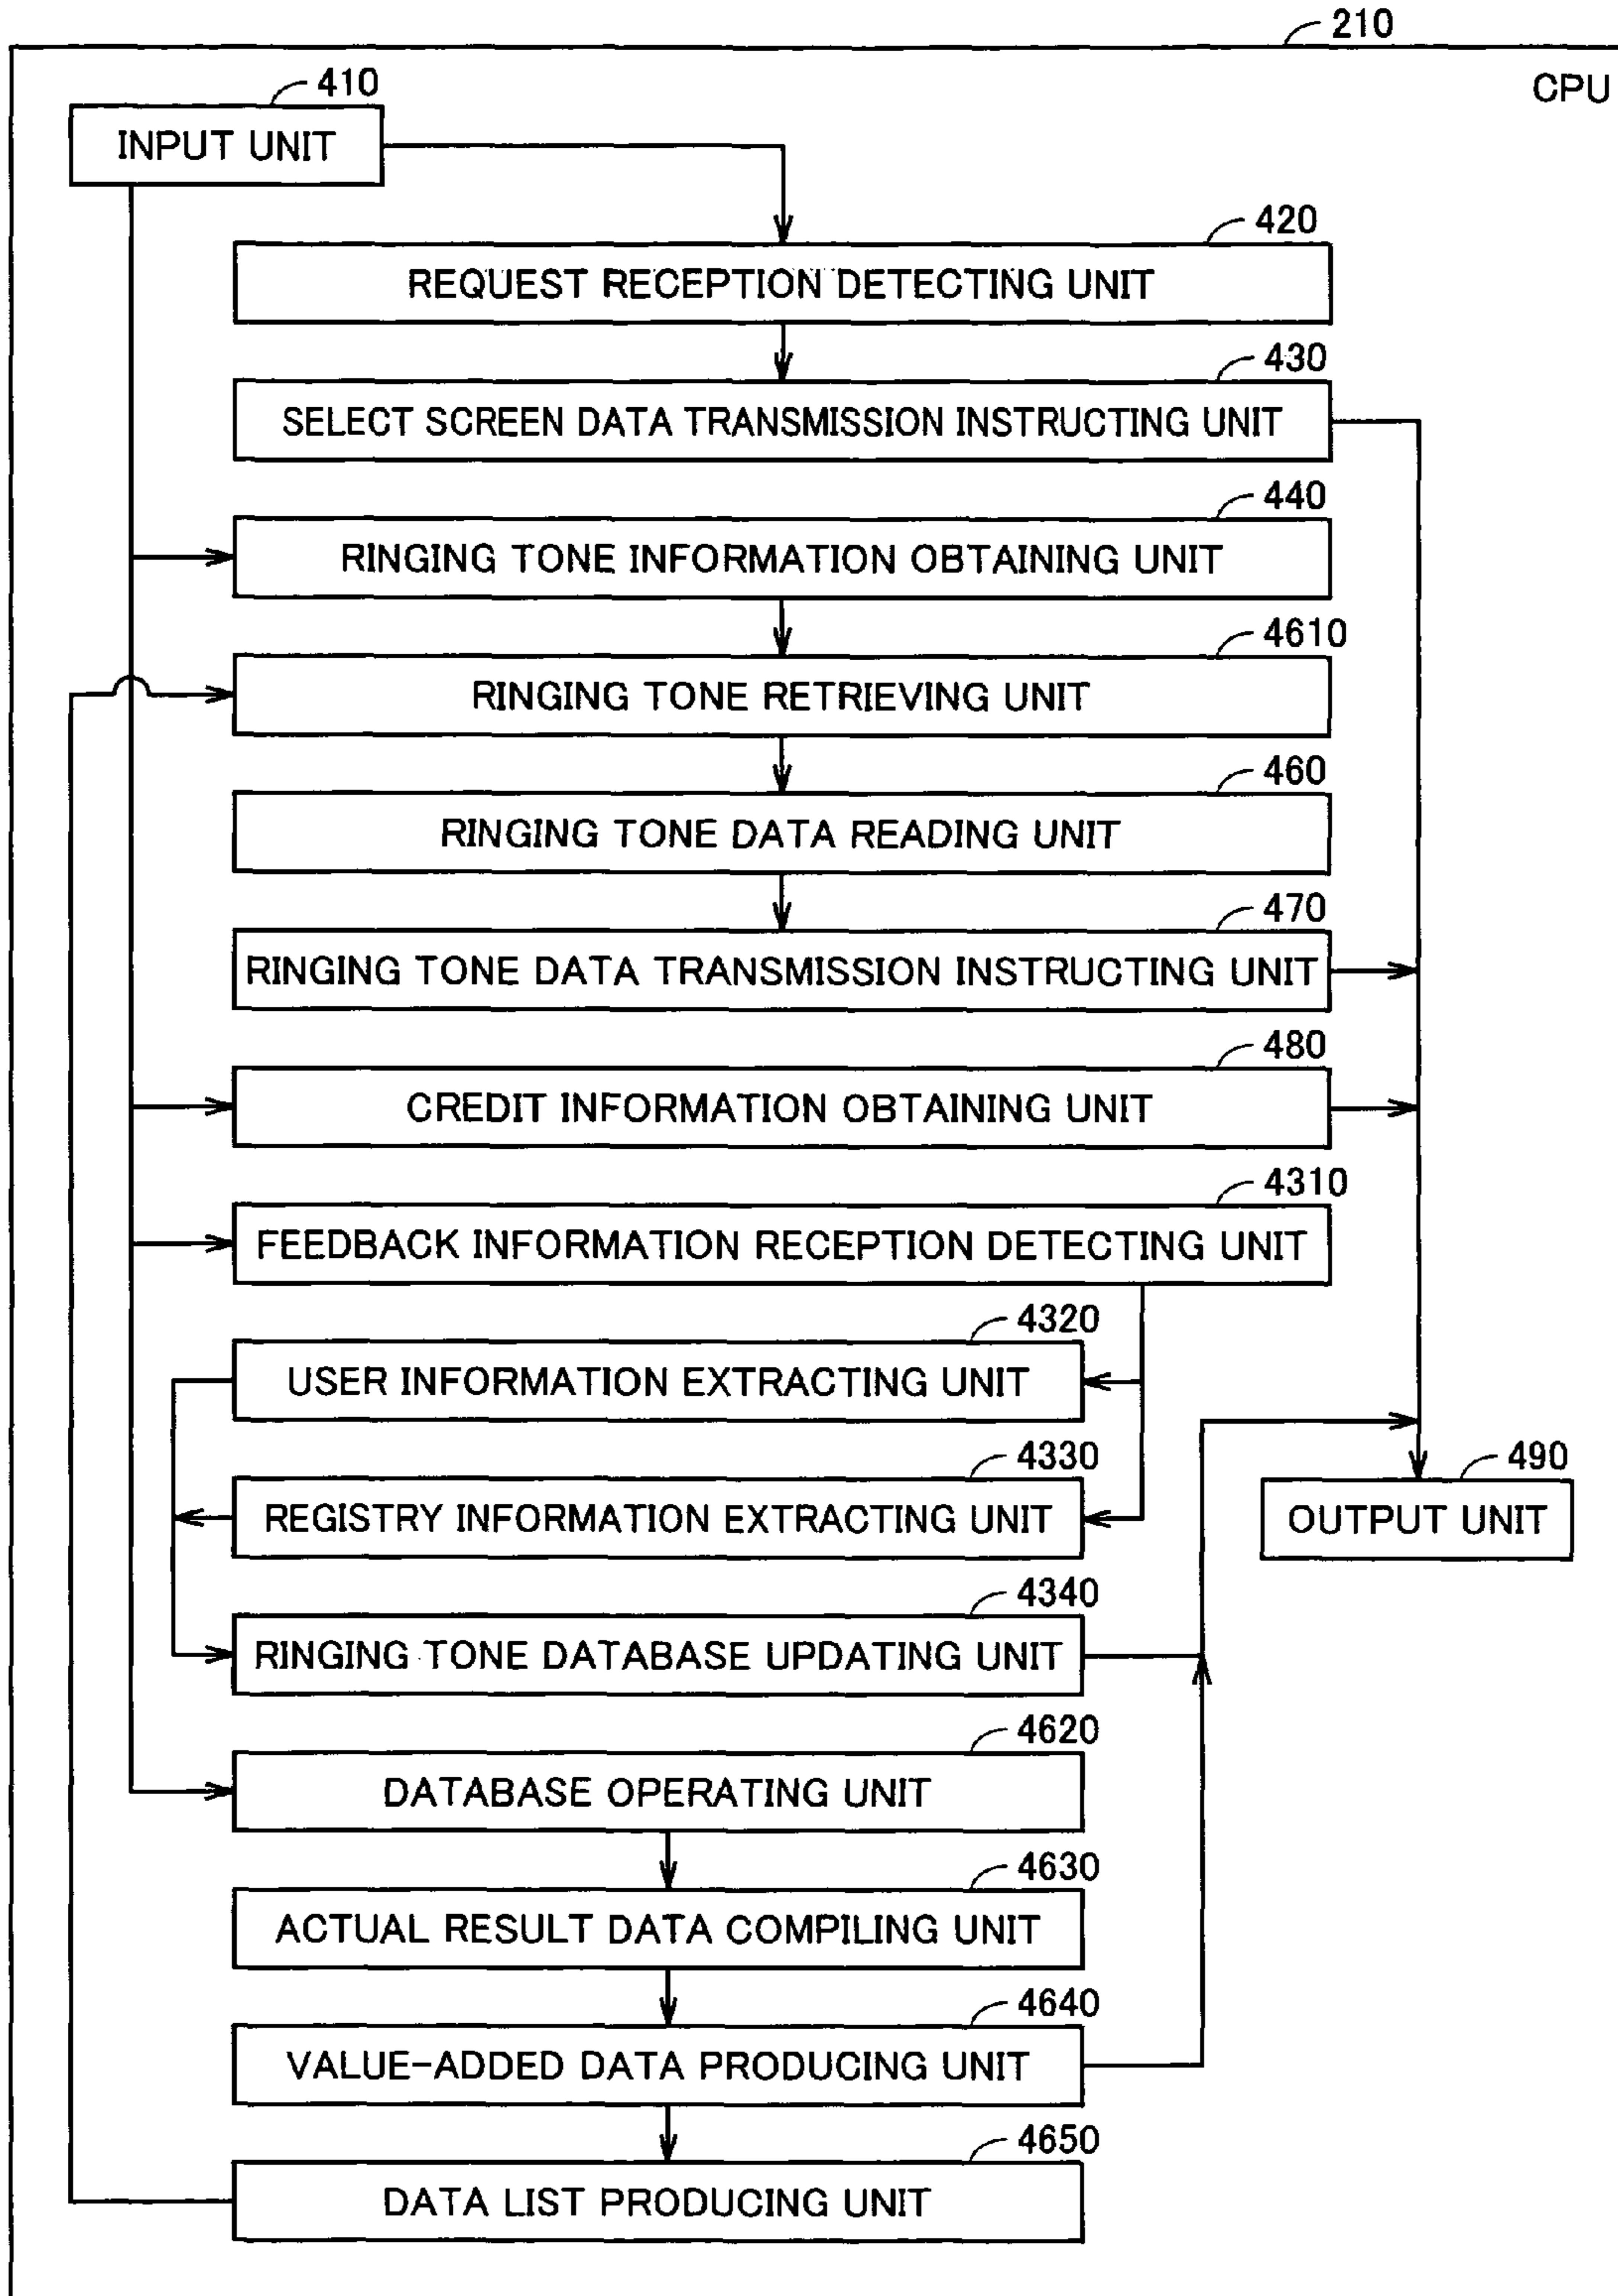 210
CPU
410
INPUT UNIT
420
REQUEST RECEPTION DETECTING UNIT
430
SELECT SCREEN DATA TRANSMISSION INSTRUCTING UNIT
440
RINGING TONE INFORMATION OBTAINING UNIT
4610
RINGING TONE RETRIEVING UNIT
460
RINGING TONE DATA READING UNIT
470
RINGING TONE DATA TRANSMISSION INSTRUCTING UNIT
480
CREDIT INFORMATION OBTAINING UNIT
4310
FEEDBACK INFORMATION RECEPTION DETECTING UNIT
4320
USER INFORMATION EXTRACTING UNIT
4330
REGISTRY INFORMATION EXTRACTING UNIT
490
OUTPUT UNIT
4340
RINGING TONE DATABASE UPDATING UNIT
4620
DATABASE OPERATING UNIT
4630
ACTUAL RESULT DATA COMPILING UNIT
4640
VALUE-ADDED DATA PRODUCING UNIT
4650
DATA LIST PRODUCING UNIT